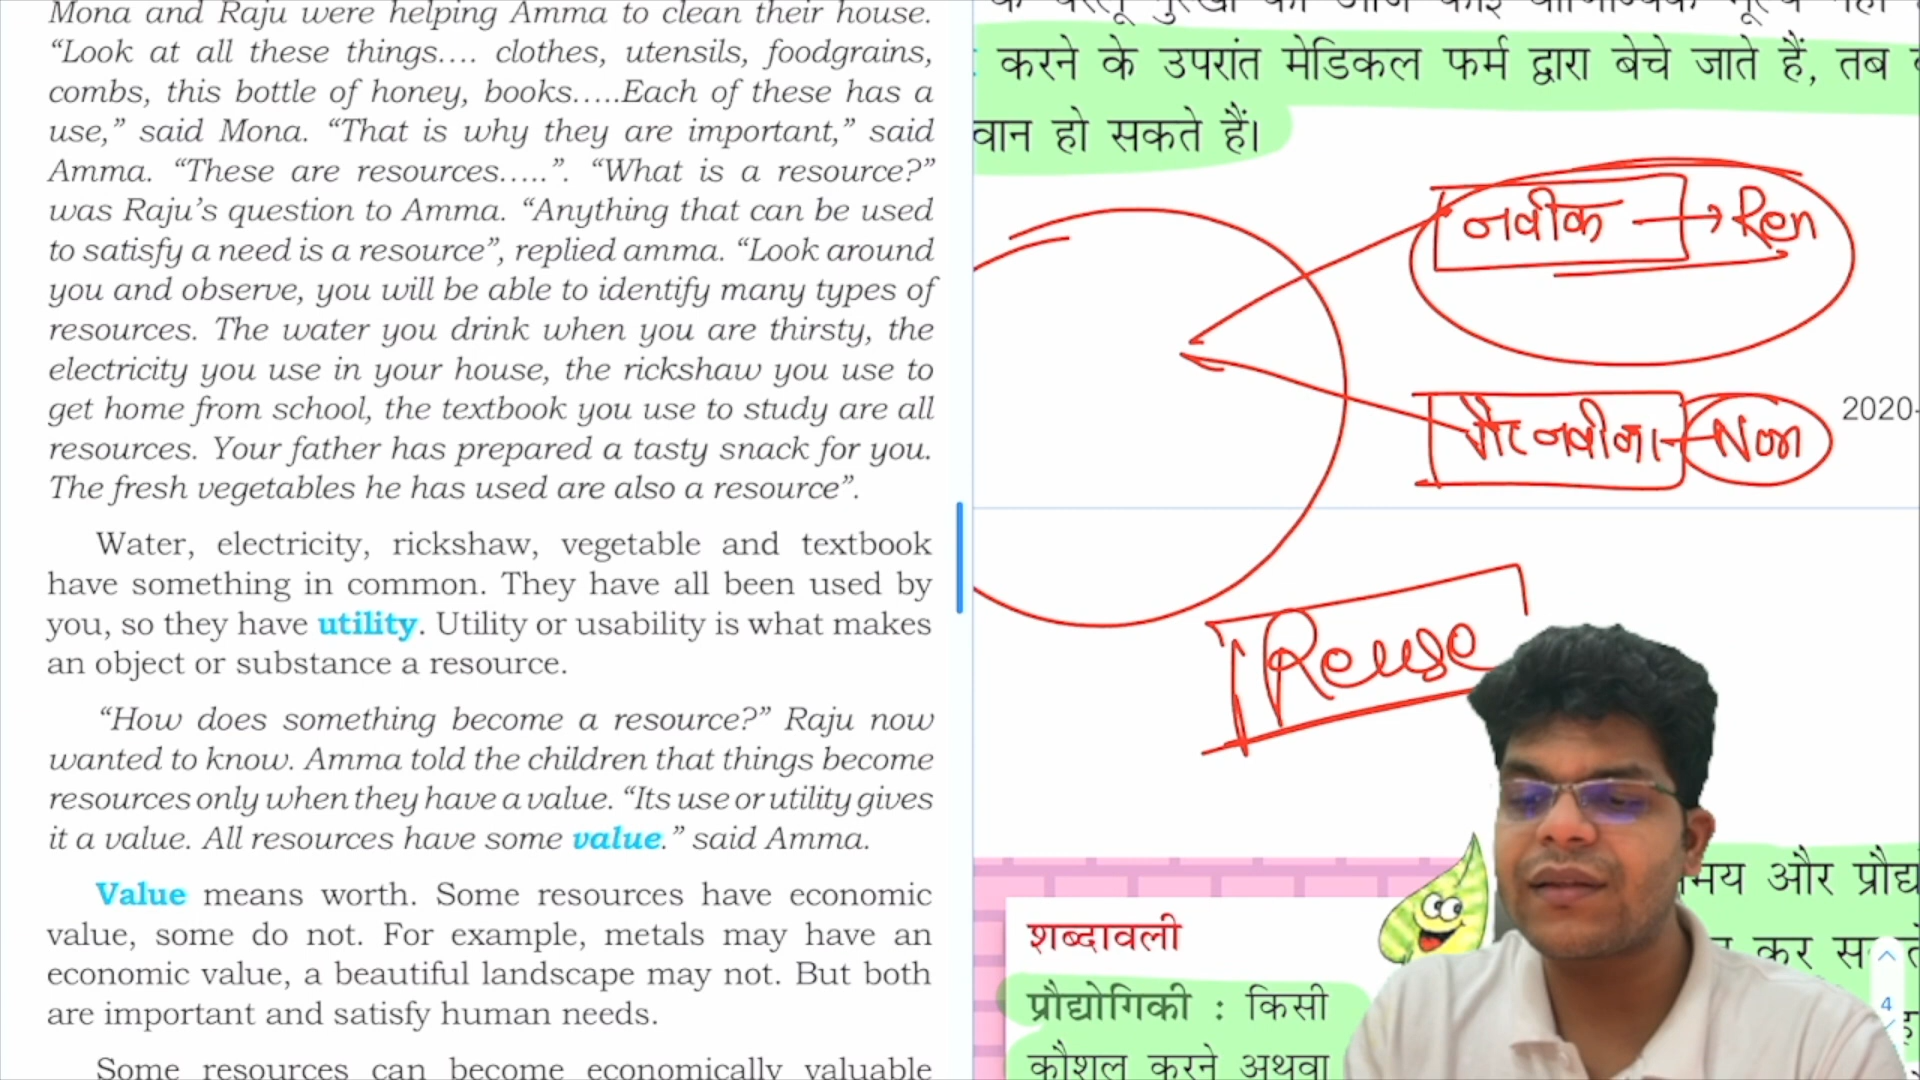 Mona and Raju were helping Amma to clean their house.
“Look at all these things.... clothes, utensils, foodgrains,
combs, this bottle of honey, books.....Each of these has a
use,” said Mona. “That is why they are important,” said
Amma. “These are resources.....”. “What is a resource?”
was Raju’s question to Amma. “Anything that can be used
to satisfy a need is a resource”, replied amma. “Look around
you and observe, you will be able to identify many types of
resources. The water you drink when you are thirsty, the
electricity you use in your house, the rickshaw you use to
get home from school, the textbook you use to study are all
resources. Your father has prepared a tasty snack for you.
The fresh vegetables he has used are also a resource”.
Water, electricity, rickshaw, vegetable and textbook
have something in common. They have all been used by
you, so they have utility. Utility or usability is what makes
an object or substance a resource.
“How does something become a resource?” Raju now
wanted to know. Amma told the children that things become
resources only when they have a value. “Its use or utility gives
it a value. All resources have some value.” said Amma.
Value means worth. Some resources have economic
value, some do not. For example, metals may have an
economic value, a beautiful landscape may not. But both
are important and satisfy human needs.
Some resources can become economically valuable
करने के उपरांत मेडिकल फर्म द्वारा बेचे जाते हैं, तब
वान हो सकते हैं।
नवीक → Ren
Non
2020-
Reuse
मय और प्रौद्य
कर स
शब्दावली
प्रौद्योगिकी : किसी
4
कौशल करने अथवा